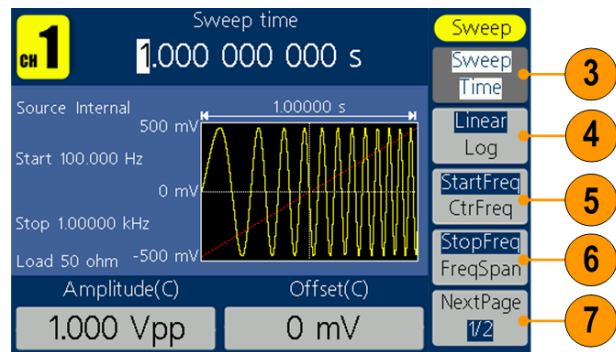 CH 1
Sweep time
1.000 000 000 s
Sweep
Sweep
Time
3
Source Internal
1.00000 s
500 mV
Linear
Log
4
Start 100.000 Hz
0 mV
StartFreq
CtrFreq
5
Stop 1.00000 kHz
StopFreq
FreqSpan
6
Load 50 ohm
-500 mV
Amplitude(C)
Offset(C)
NextPage
1/2
7
1.000 Vpp
0 mV